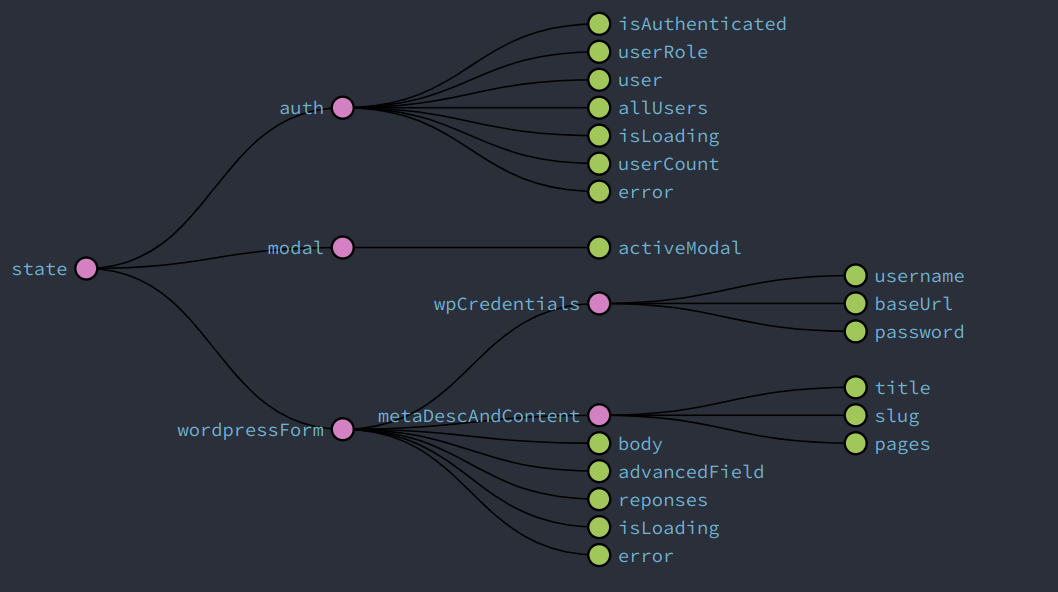 isAuthenticated
userRole
user
auth
allUsers
isLoading
userCount
error
modal
activeModal
state
username
wpCredentials
baseUrl
password
title
metaDescAndContent
slug
wordpressForm
body
pages
advancedField
reponses
isLoading
error